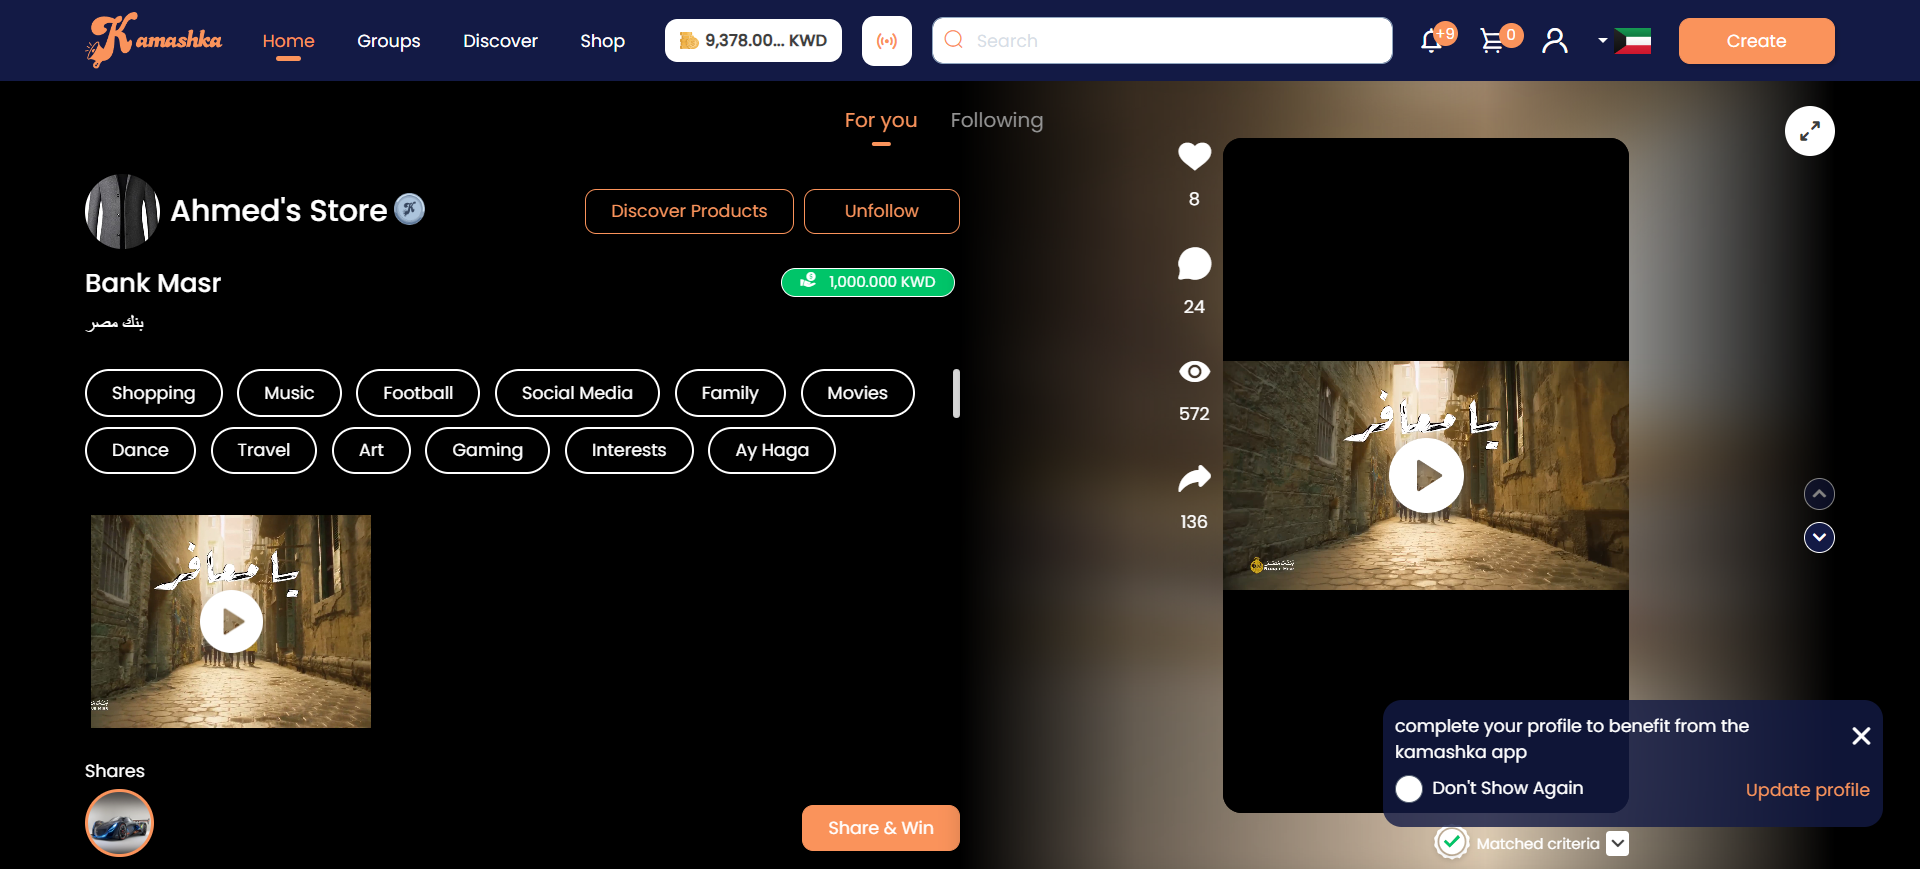 Kamashka
Home
Groups
Discover
Shop
9,378.00... KWD
Search
+9
0
Create
For you
Following
Ahmed's Store
Discover Products
Unfollow
Bank Masr
1,000.000 KWD
بنك مصر
Shopping
Music
Football
Social Media
Family
Movies
Dance
Travel
Art
Gaming
Interests
Ay Haga
يا معافر
Shares
Share & Win
8
24
572
136
يا معافر
complete your profile to benefit from the
kamashka app
Don't Show Again
Update profile
Matched criteria